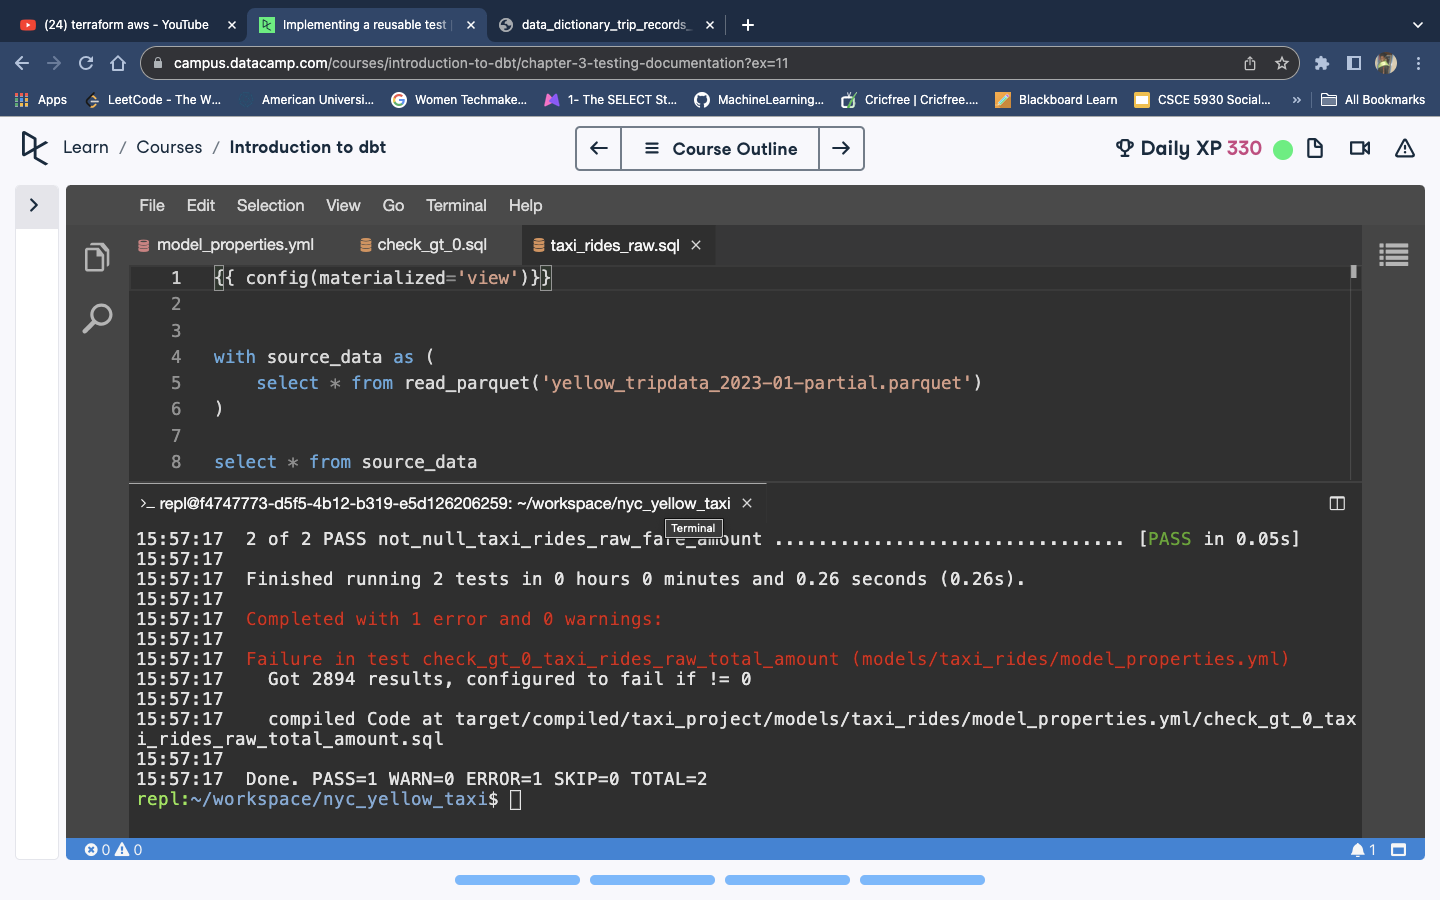 (24) terraform aws - YouTube
Implementing a reusable test
data_dictionary_trip_records_
campus.datacamp.com/courses/introduction-to-dbt/chapter-3-testing-documentation?ex=11
Apps
LeetCode - The W...
American Universi...
Women Techmake...
1- The SELECT St...
MachineLearning...
Cricfree | Cricfree....
Blackboard Learn
CSCE 5930 Social...
»
All Bookmarks
Learn / Courses / Introduction to dbt
Course Outline
Daily XP 330
File Edit Selection View Go Terminal Help
model_properties.yml
check_gt_0.sql
taxi_rides_raw.sql
1 {{ config(materialized='view')}}
2
3
4 with source_data as (
5 select * from read_parquet('yellow_tripdata_2023-01-partial.parquet')
6 )
7
8 select * from source_data
>_ repl@f4747773-d5f5-4b12-b319-e5d126206259: ~/workspace/nyc_yellow_taxi
Terminal
15:57:17 2 of 2 PASS not_null_taxi_rides_raw_fare_amount ................................ [PASS in 0.05s]
15:57:17
15:57:17 Finished running 2 tests in 0 hours 0 minutes and 0.26 seconds (0.26s).
15:57:17
15:57:17 Completed with 1 error and 0 warnings:
15:57:17
15:57:17 Failure in test check_gt_0_taxi_rides_raw_total_amount (models/taxi_rides/model_properties.yml)
15:57:17 Got 2894 results, configured to fail if != 0
15:57:17
15:57:17 compiled Code at target/compiled/taxi_project/models/taxi_rides/model_properties.yml/check_gt_0_tax
i_rides_raw_total_amount.sql
15:57:17
15:57:17 Done. PASS=1 WARN=0 ERROR=1 SKIP=0 TOTAL=2
repl:~/workspace/nyc_yellow_taxi$
0 0
1